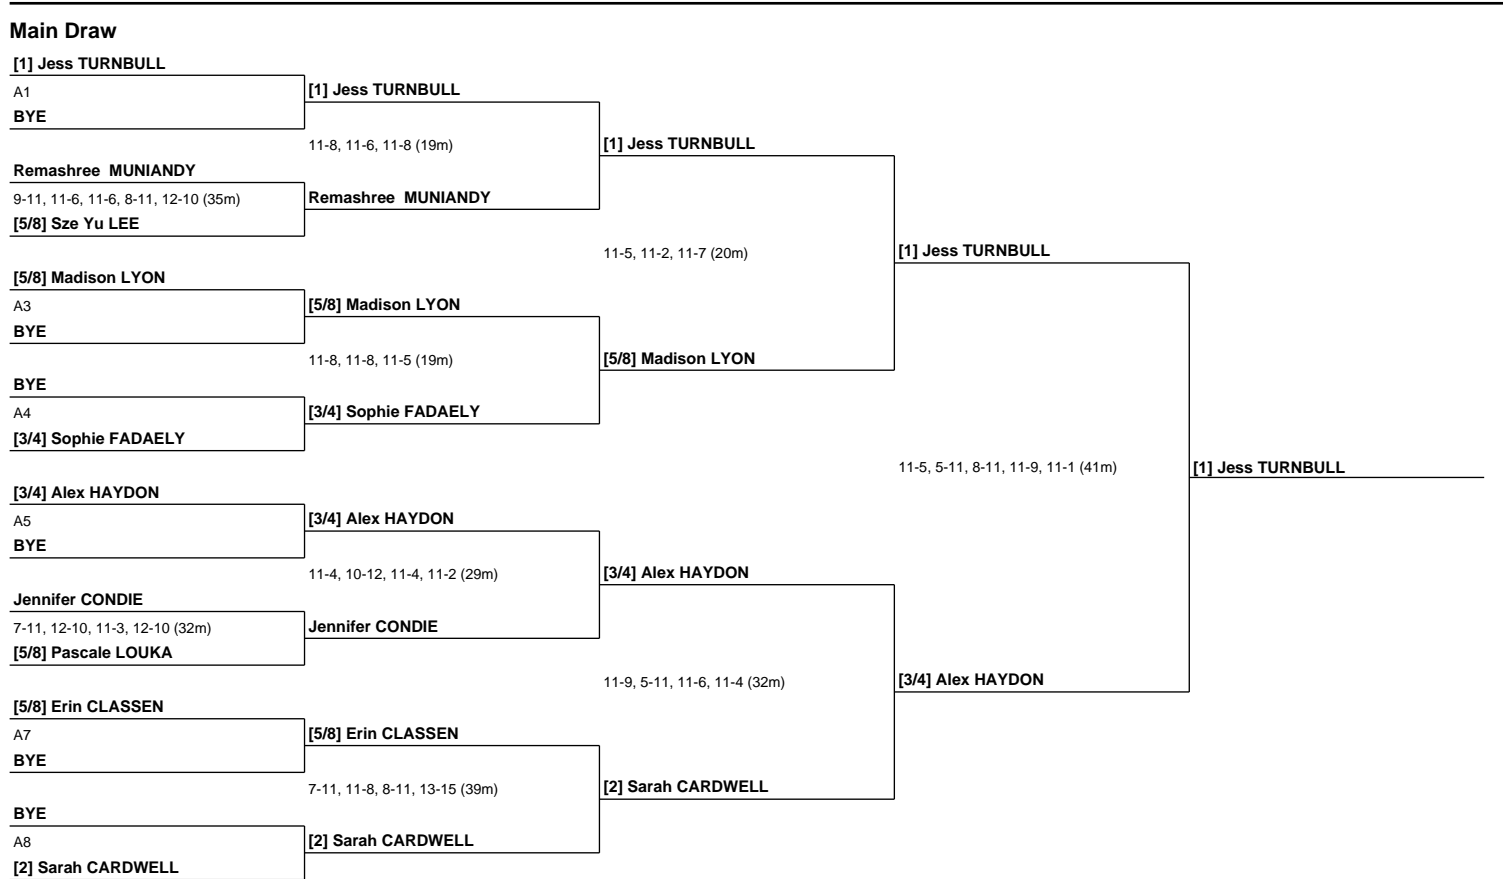 Main Draw
[1] Jess TURNBULL
A1
BYE
[1] Jess TURNBULL
11-8, 11-6, 11-8 (19m)
[1] Jess TURNBULL
Remashree  MUNIANDY
9-11, 11-6, 11-6, 8-11, 12-10 (35m)
[5/8] Sze Yu LEE
Remashree  MUNIANDY
11-5, 11-2, 11-7 (20m)
[1] Jess TURNBULL
[5/8] Madison LYON
A3
BYE
[5/8] Madison LYON
11-8, 11-8, 11-5 (19m)
[5/8] Madison LYON
BYE
A4
[3/4] Sophie FADAELY
[3/4] Sophie FADAELY
11-5, 5-11, 8-11, 11-9, 11-1 (41m)
[1] Jess TURNBULL
[3/4] Alex HAYDON
A5
BYE
[3/4] Alex HAYDON
11-4, 10-12, 11-4, 11-2 (29m)
[3/4] Alex HAYDON
Jennifer CONDIE
7-11, 12-10, 11-3, 12-10 (32m)
[5/8] Pascale LOUKA
Jennifer CONDIE
11-9, 5-11, 11-6, 11-4 (32m)
[3/4] Alex HAYDON
[5/8] Erin CLASSEN
A7
BYE
[5/8] Erin CLASSEN
7-11, 11-8, 8-11, 13-15 (39m)
[2] Sarah CARDWELL
BYE
A8
[2] Sarah CARDWELL
[2] Sarah CARDWELL